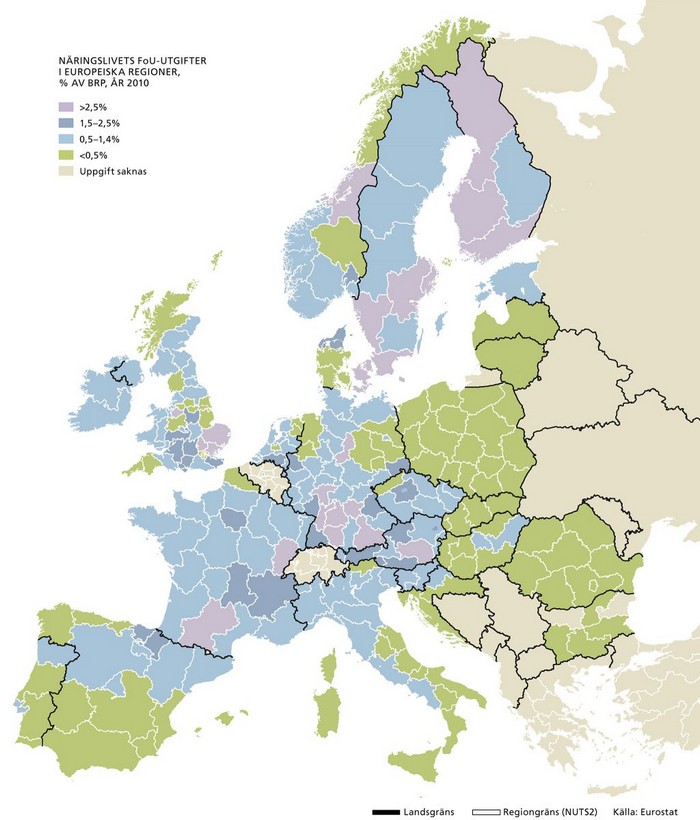 NÄRINGSLIVETS FoU-UTGIFTER
I EUROPEISKA REGIONER,
% AV BRP, ÅR 2010
>2,5%
1,5–2,5%
0,5–1,4%
<0,5%
Uppgift saknas
Landsgräns
Regiongräns (NUTS2)
Källa: Eurostat